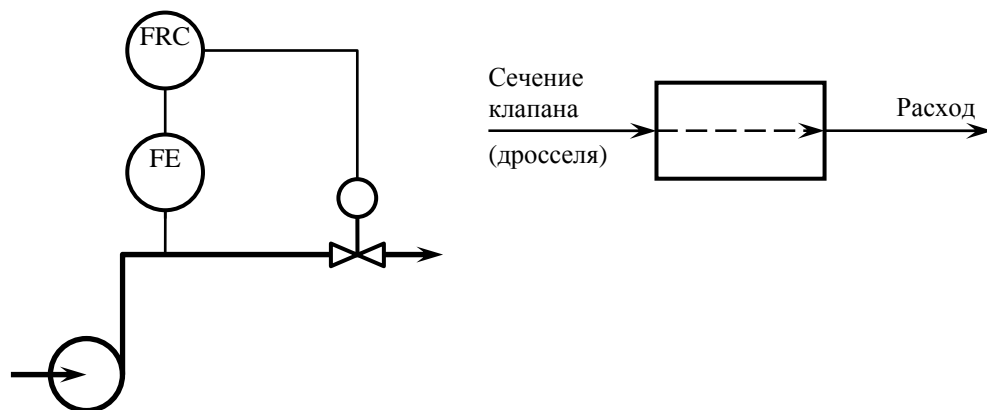 FRC
FE
Сечение
клапана
(дросселя)
Расход